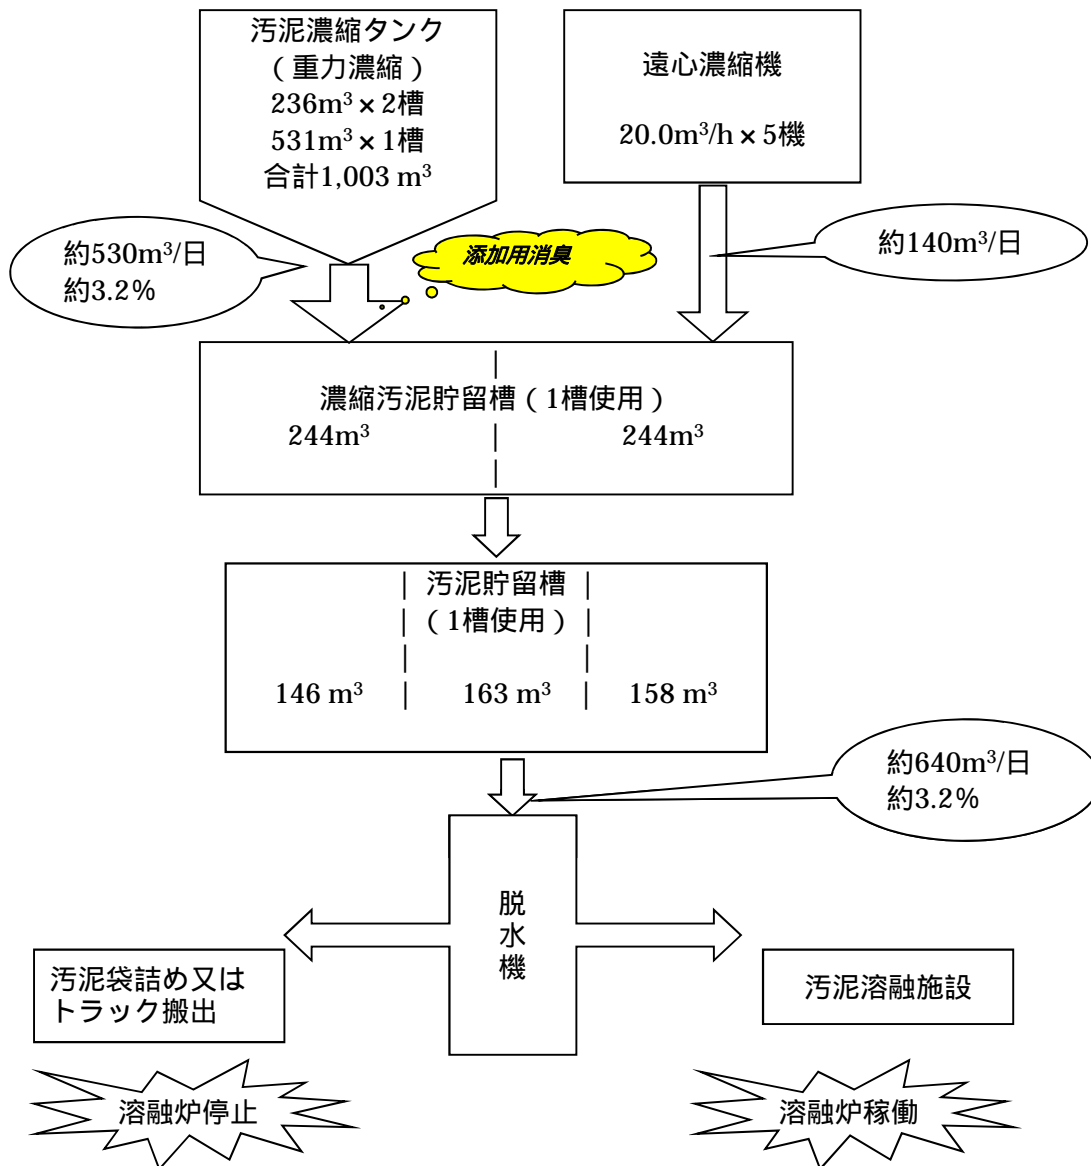 汚泥濃縮タンク
（重力濃縮）
236m³×2槽
531m³×1槽
合計1,003 m³
遠心濃縮機
20.0m³/h×5機
約530m³/日
約3.2%
添加用消臭
約140m³/日
濃縮汚泥貯留槽（1槽使用）
244m³
244m³
汚泥貯留槽
（1槽使用）
146 m³
163 m³
158 m³
約640m³/日
約3.2%
脱
水
機
汚泥袋詰め又は
トラック搬出
汚泥溶融施設
溶融炉停止
溶融炉稼働